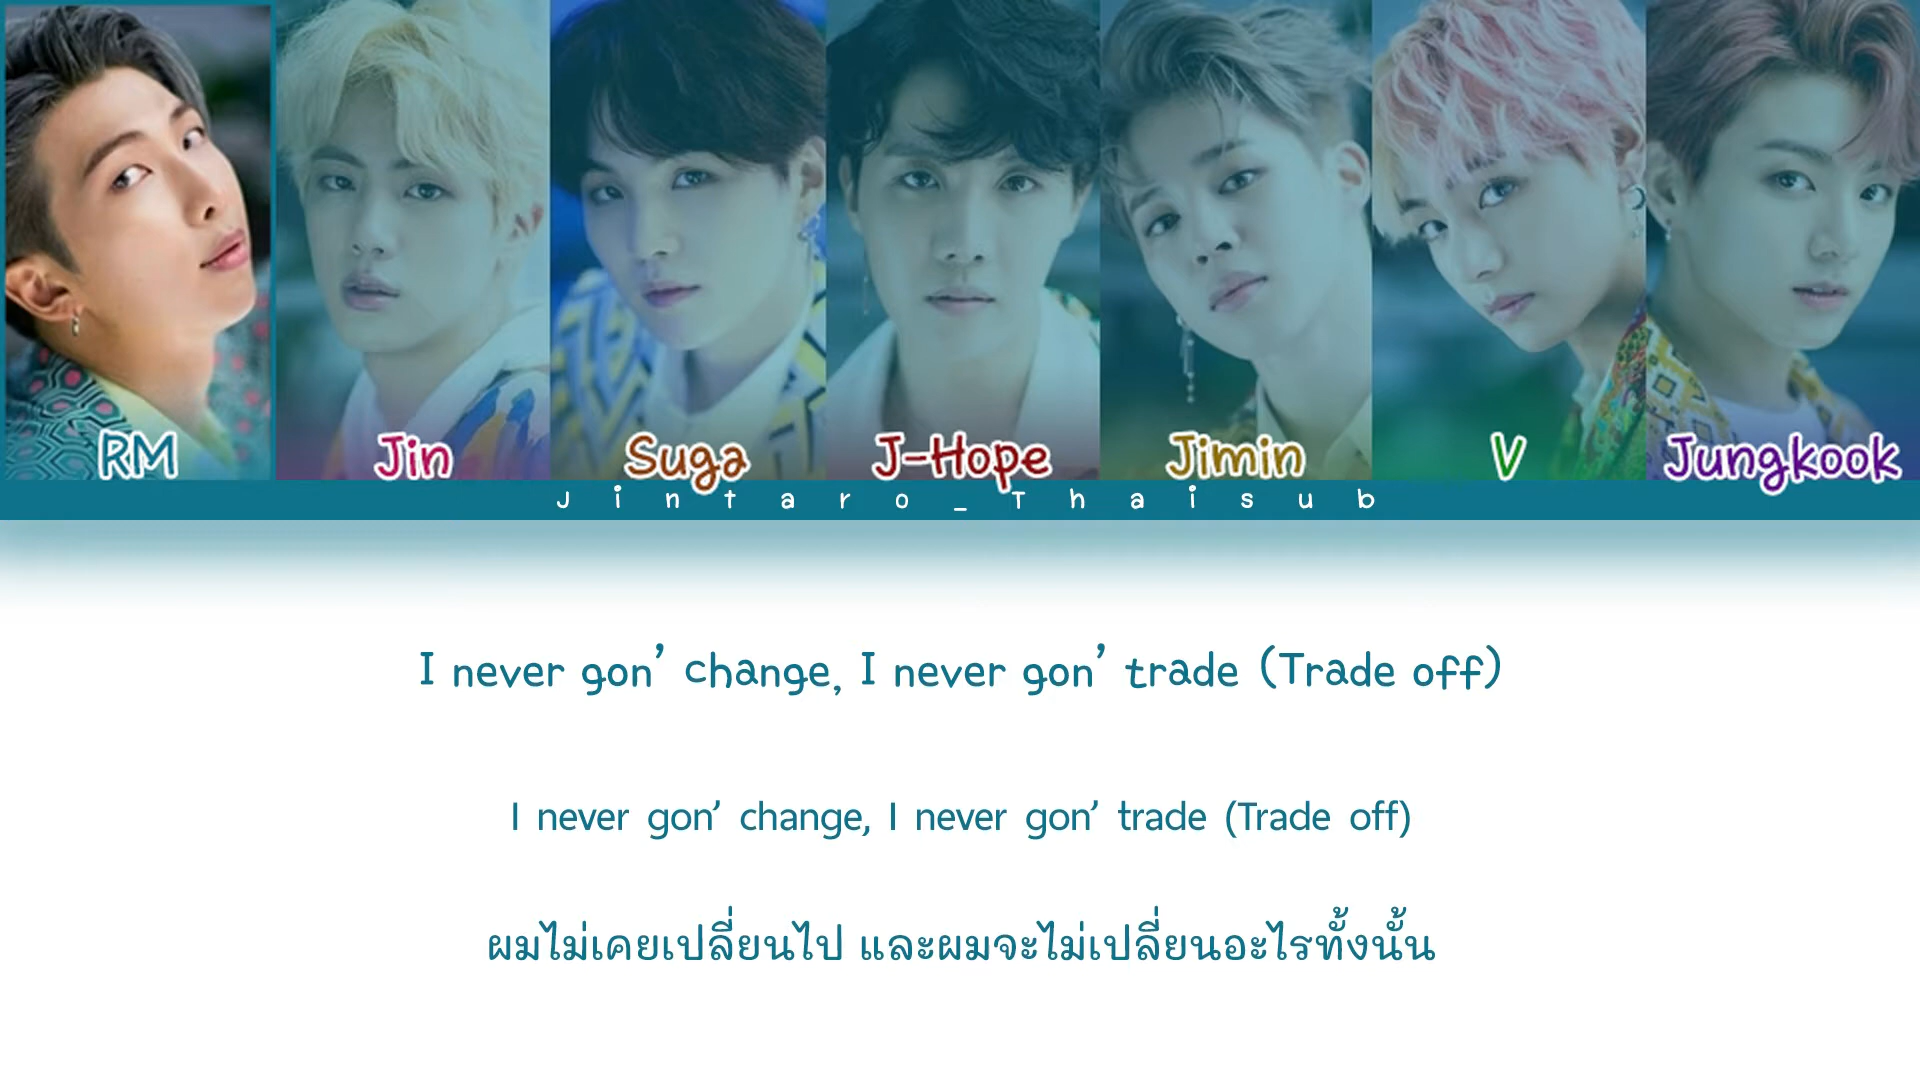 RM Jin Suga J-Hope Jimin V Jungkook
Jintaro_Thaisub
I never gon’ change, I never gon’ trade (Trade off)
I never gon’ change, I never gon’ trade (Trade off)
ผมไม่เคยเปลี่ยนไป และผมจะไม่เปลี่ยนอะไรทั้งนั้น